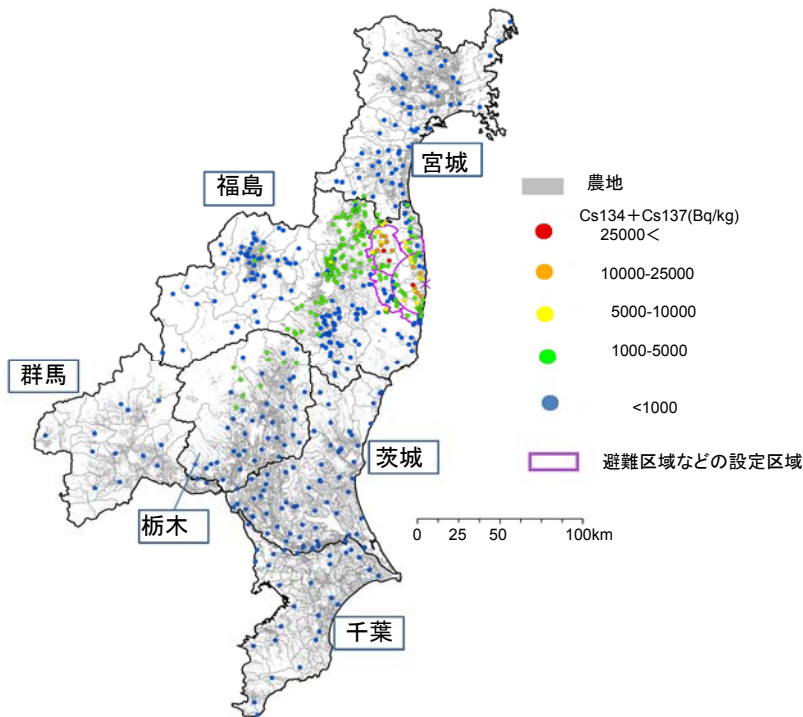 宮城
福島
農地
Cs134+Cs137(Bq/kg)
25000<
10000-25000
5000-10000
1000-5000
群馬
<1000
茨城
避難区域などの設定区域
栃木
0 25 50 100km
千葉